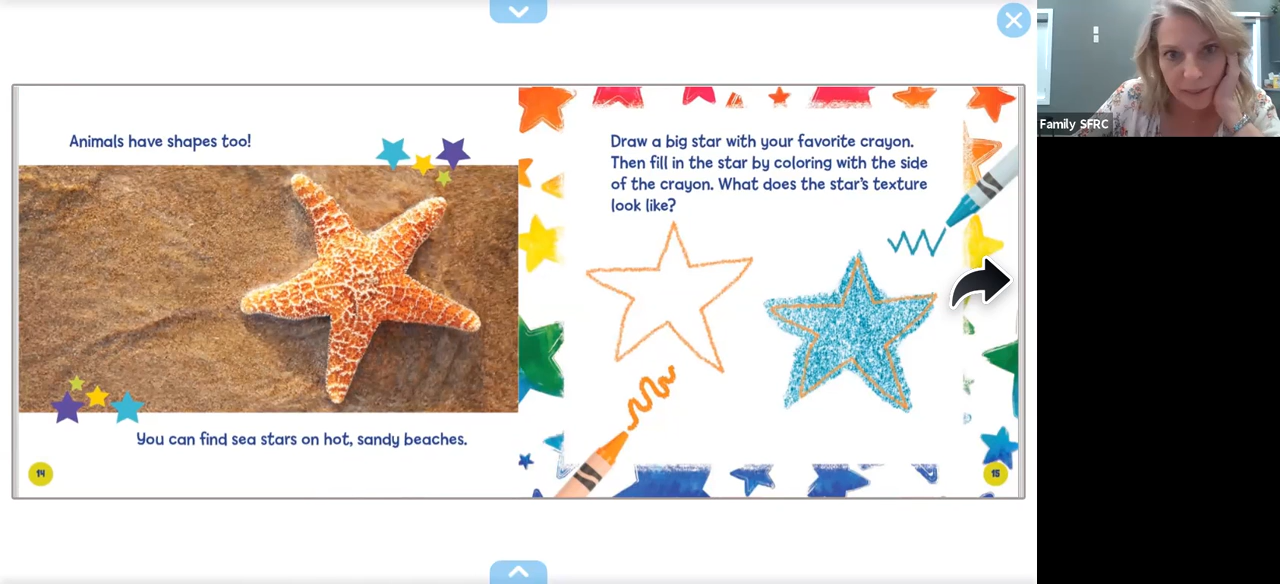 Animals have shapes too!
You can find sea stars on hot, sandy beaches.
14
Draw a big star with your favorite crayon.
Then fill in the star by coloring with the side
of the crayon. What does the star's texture
look like?
15
Family SFRC